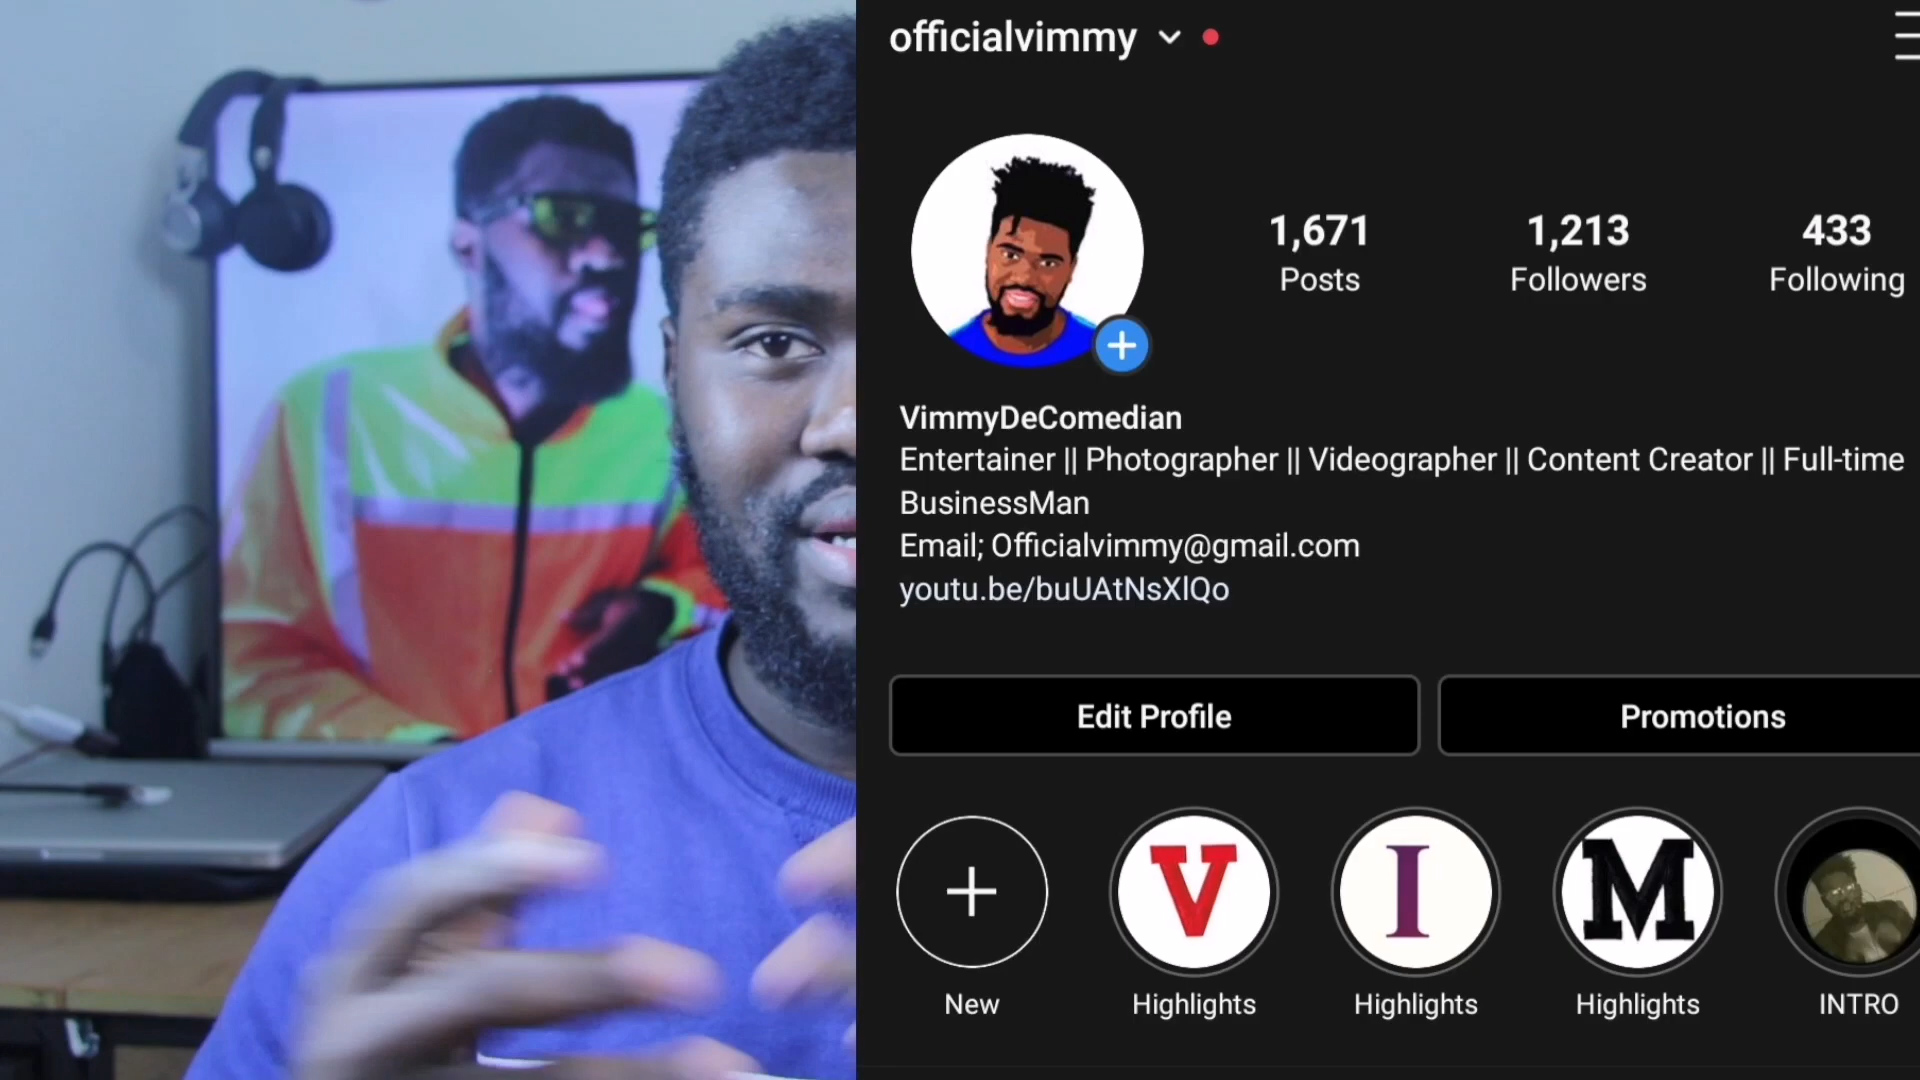 officialvimmy
1,671 1,213 433
Posts Followers Following
VimmyDeComedian
Entertainer || Photographer || Videographer || Content Creator || Full-time
BusinessMan
Email; Officialvimmy@gmail.com
youtu.be/buUAtNsXlQo
Edit Profile Promotions
V I M
New Highlights Highlights Highlights INTRO